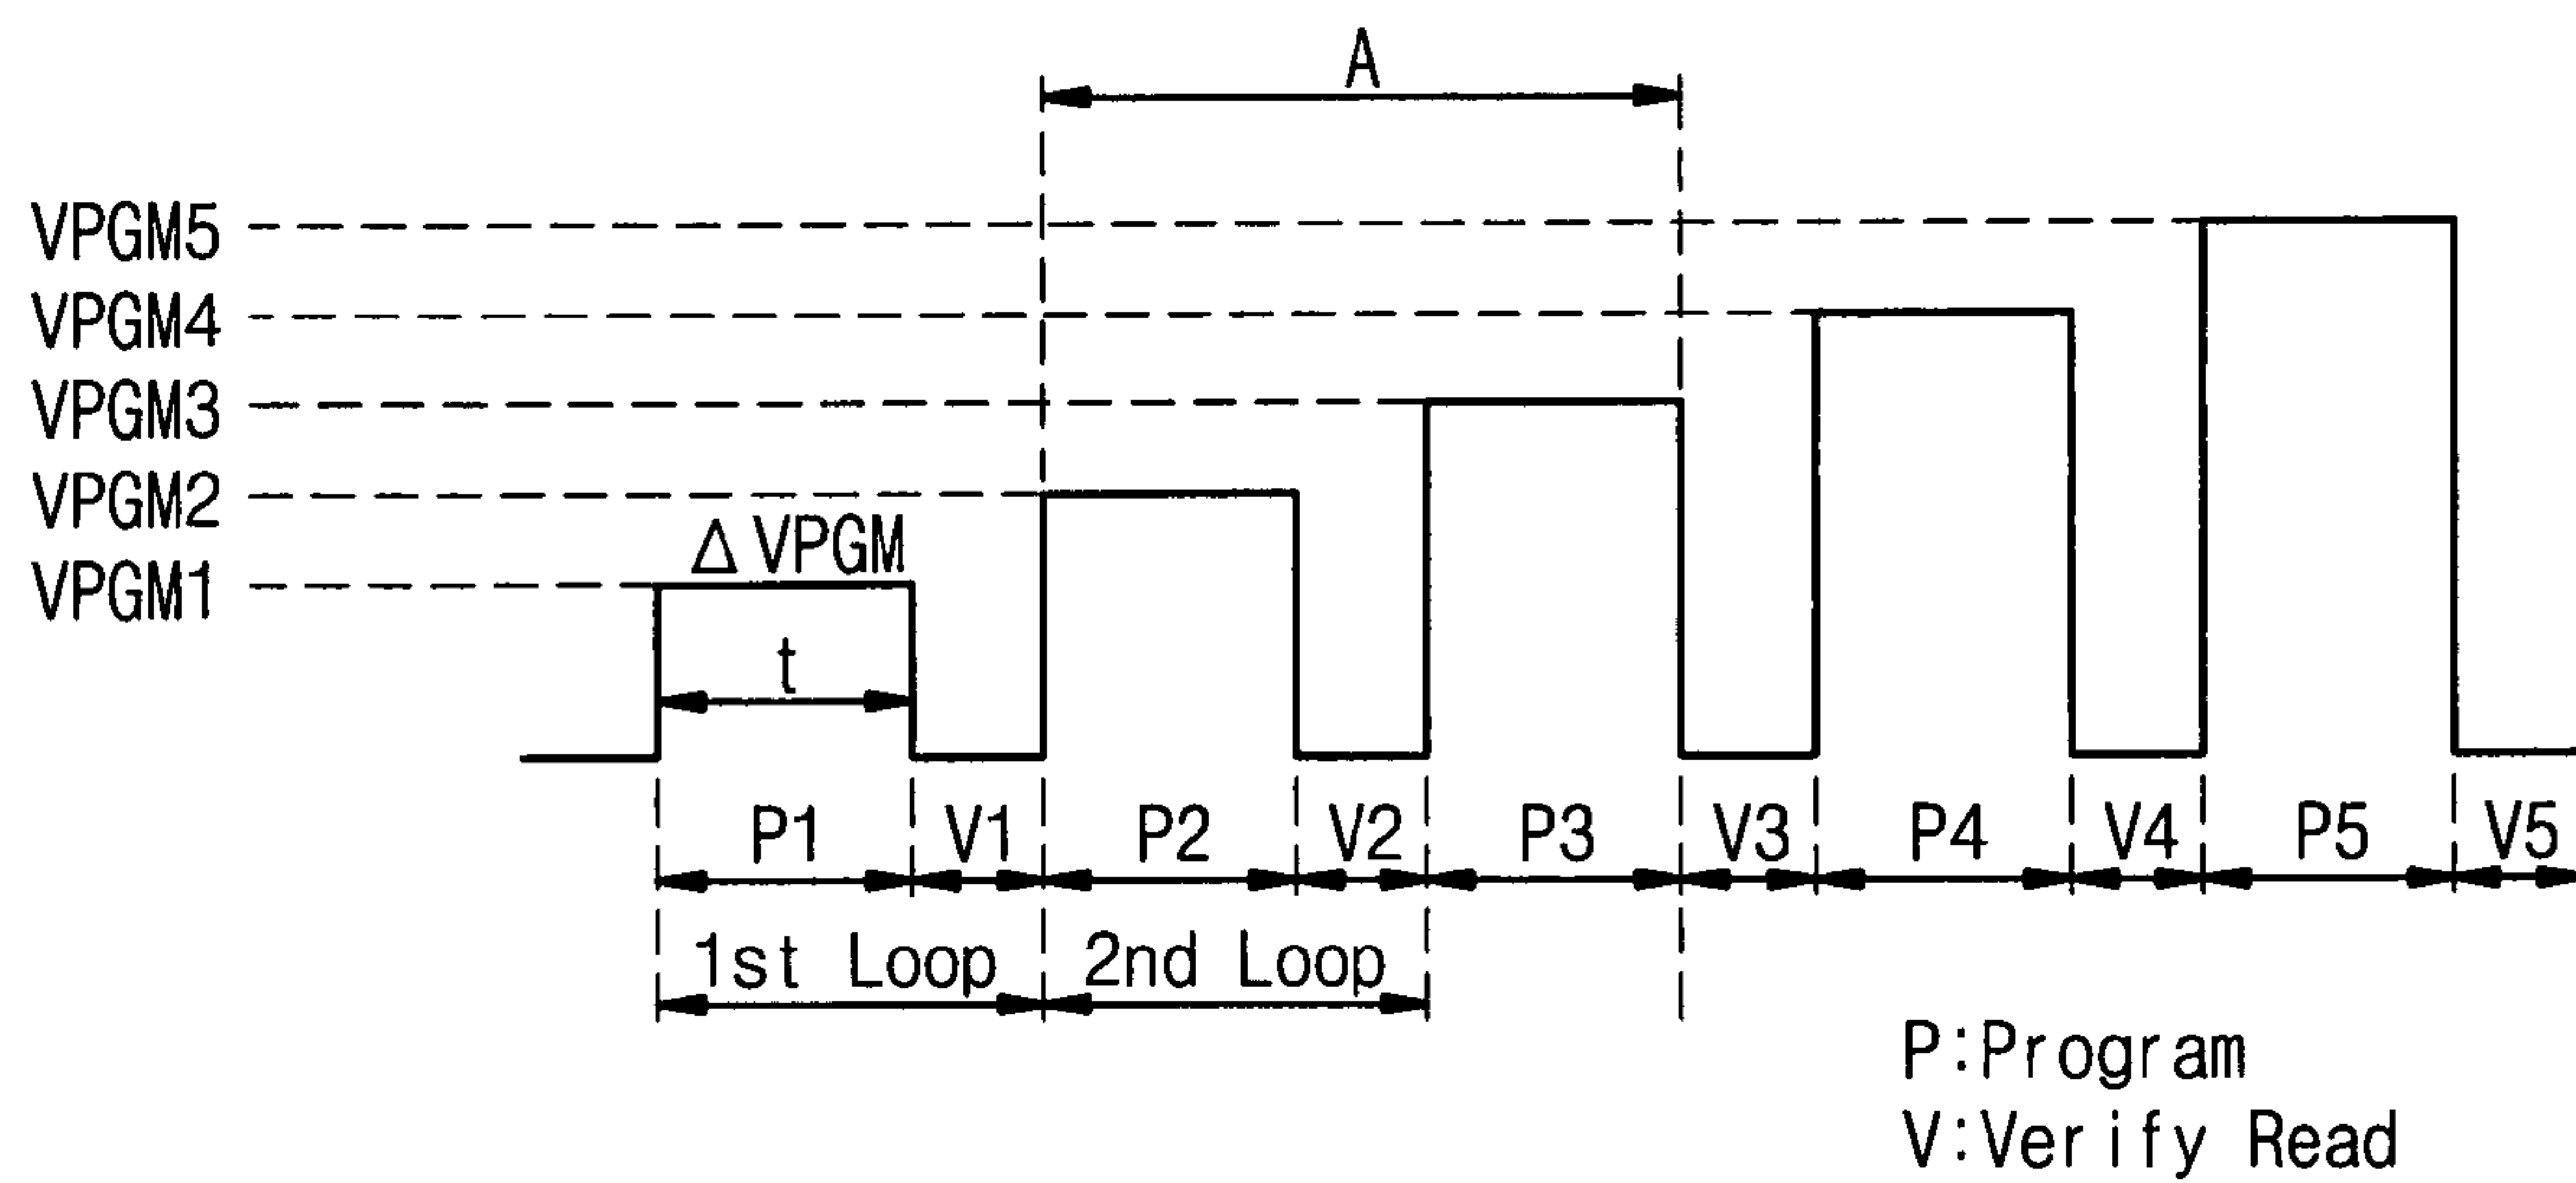 A
VPGM5
VPGM4
VPGM3
VPGM2
Δ VPGM
VPGM1
t
P1 V1 P2 V2 P3 V3 P4 V4 P5 V5
1st Loop 2nd Loop
P:Program
V:Verify Read